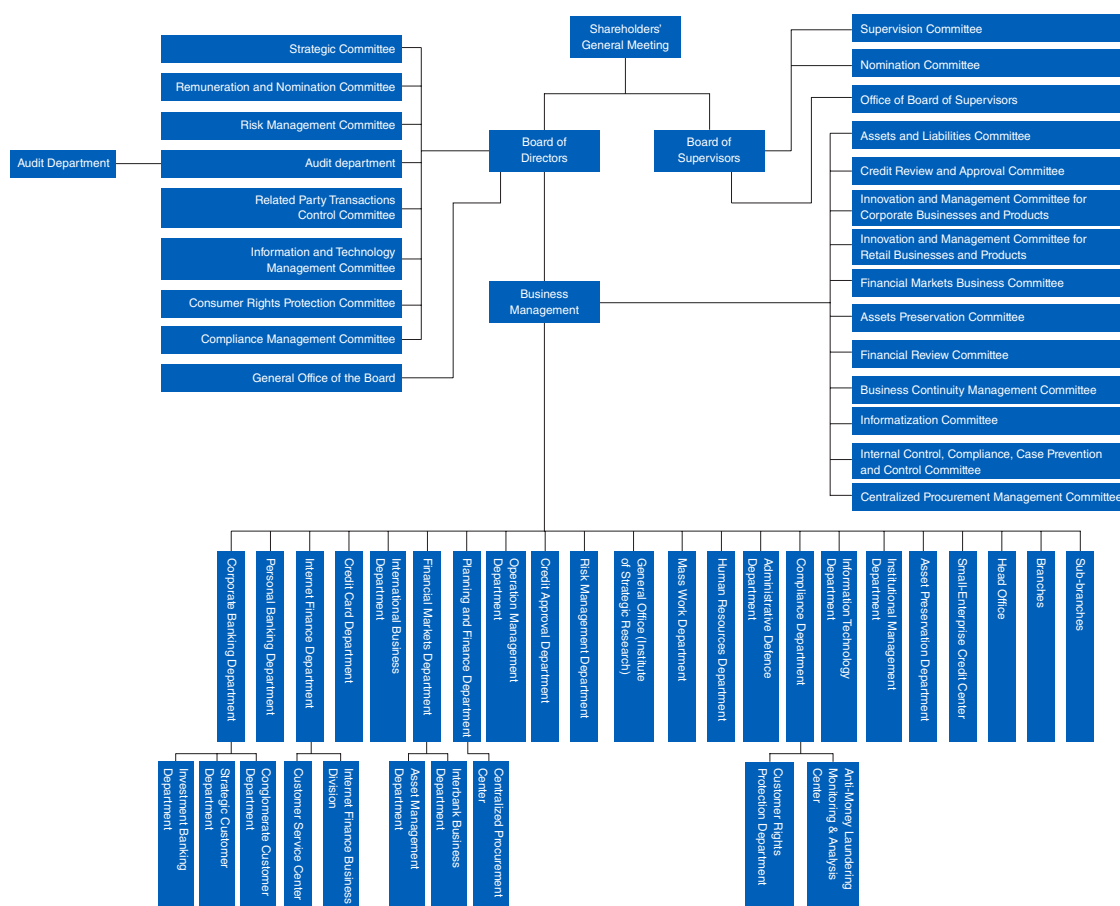 Shareholders'
General Meeting
Strategic Committee
Remuneration and Nomination Committee
Risk Management Committee
Audit Department
Audit department
Related Party Transactions
Control Committee
Information and Technology
Management Committee
Consumer Rights Protection Committee
Compliance Management Committee
General Office of the Board
Board of
Directors
Board of
Supervisors
Business
Management
Supervision Committee
Nomination Committee
Office of Board of Supervisors
Assets and Liabilities Committee
Credit Review and Approval Committee
Innovation and Management Committee for
Corporate Businesses and Products
Innovation and Management Committee for
Retail Businesses and Products
Financial Markets Business Committee
Assets Preservation Committee
Financial Review Committee
Business Continuity Management Committee
Informatization Committee
Internal Control, Compliance, Case Prevention
and Control Committee
Centralized Procurement Management Committee
Corporate Banking Department
Personal Banking Department
Internet Finance Department
Credit Card Department
International Business
Department
Financial Markets Department
Planning and Finance Department
Operation Management
Department
Credit Approval Department
Risk Management Department
General Office (Institute
of Strategic Research)
Mass Work Department
Human Resources Department
Administrative Defence
Department
Compliance Department
Information Technology
Department
Institutional Management
Department
Asset Preservation Department
Small-Enterprise Credit Center
Head Office
Branches
Sub-branches
Investment Banking
Department
Strategic Customer
Department
Conglomerate Customer
Department
Customer Service Center
Internet Finance Business
Division
Asset Management
Department
Interbank Business
Department
Centralized Procurement
Center
Customer Rights
Protection Department
Anti-Money Laundering
Monitoring & Analysis
Center